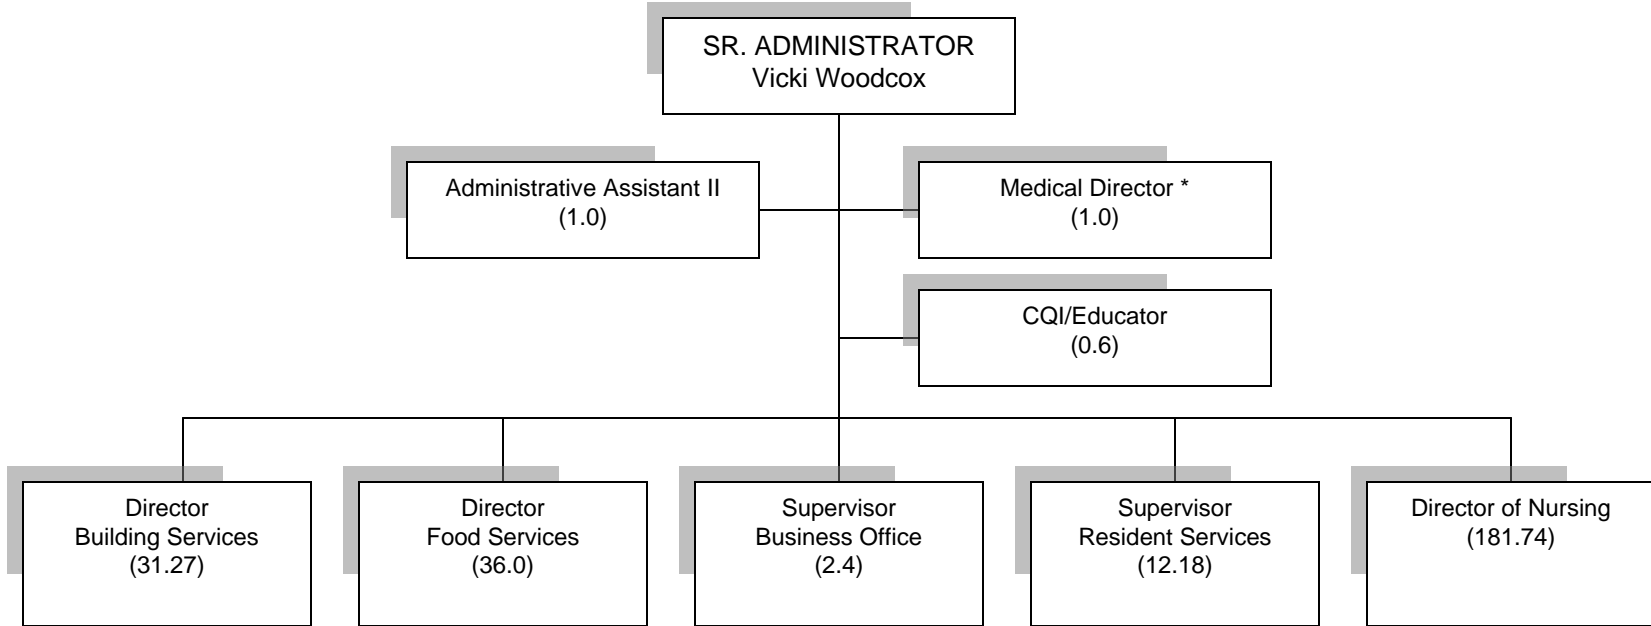 SR. ADMINISTRATOR
Vicki Woodcox
Administrative Assistant II
(1.0)
Medical Director *
(1.0)
CQI/Educator
(0.6)
Director
Building Services
(31.27)
Director
Food Services
(36.0)
Supervisor
Business Office
(2.4)
Supervisor
Resident Services
(12.18)
Director of Nursing
(181.74)